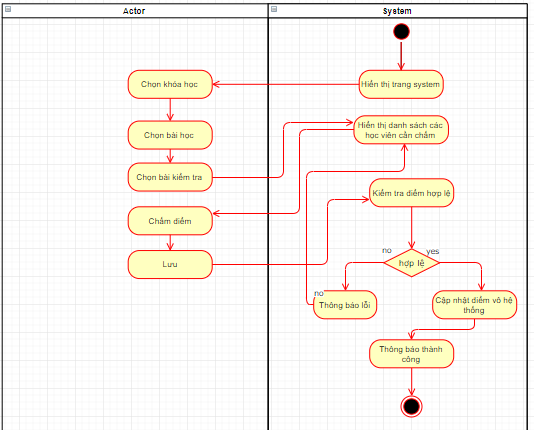 Actor
System
Hiển thị trang system
Chọn khóa học
Chọn bài học
Hiển thị danh sách các
học viên cần chấm
Chọn bài kiểm tra
Kiểm tra điểm hợp lệ
Chấm điểm
Lưu
no
yes
hợp lệ
no
Thông báo lỗi
Cập nhật điểm vô hệ
thống
Thông báo thành
công